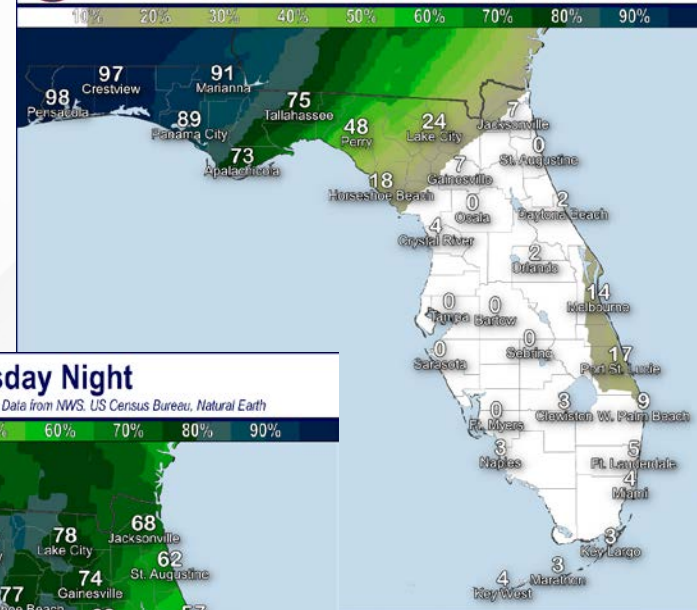 10% 20% 30% 40% 50% 60% 70% 80% 90%
97
Crestview
91
Marianna
98
Pensacola
89
Panama City
75
Tallahassee
73
Apalachicola
48
Perry
24
Lake City
7
Jacksonville
0
St. Augustine
18
Horseshoe Beach
7
Gainesville
0
Ocala
2
Daytona Beach
4
Crystal River
2
Orlando
14
Melbourne
0
Tampa
0
Bartow
0
Sebring
17
Port St. Lucie
0
Sarasota
0
Ft. Myers
3
Clewiston
9
W. Palm Beach
3
Naples
5
Ft. Lauderdale
4
Miami
3
Key Largo
3
Marathon
4
Key West
sday Night
Data from NWS, US Census Bureau, Natural Earth
60% 70% 80% 90%
78
Lake City
68
Jacksonville
62
St. Augustine
74
Gainesville
77